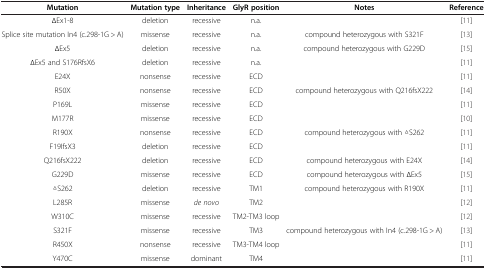 Mutation Mutation type Inheritance GlyR position Notes Reference
ΔEx1-8 deletion recessive n.a. [11]
Splice site mutation In4 (c.298-1G > A) missense recessive n.a. compound heterozygous with S321F [13]
ΔEx5 deletion recessive n.a. compound heterozygous with G229D [15]
ΔEx5 and S176RfsX6 deletion recessive n.a. [11]
E24X nonsense recessive ECD [11]
R50X nonsense recessive ECD compound heterozygous with Q216fsX222 [14]
P169L missense recessive ECD [11]
M177R missense recessive ECD [10]
R190X nonsense recessive ECD compound heterozygous with ΔS262 [11]
F19lfsX3 deletion recessive ECD [11]
Q216fsX222 deletion recessive ECD compound heterozygous with E24X [14]
G229D missense recessive ECD compound heterozygous with ΔEx5 [15]
ΔS262 deletion recessive TM1 compound heterozygous with R190X [11]
L285R missense de novo TM2 [12]
W310C missense recessive TM2-TM3 loop [12]
S321F missense recessive TM3 compound heterozygous with In4 (c.298-1G > A) [13]
R450X nonsense recessive TM3-TM4 loop [11]
Y470C missense dominant TM4 [11]